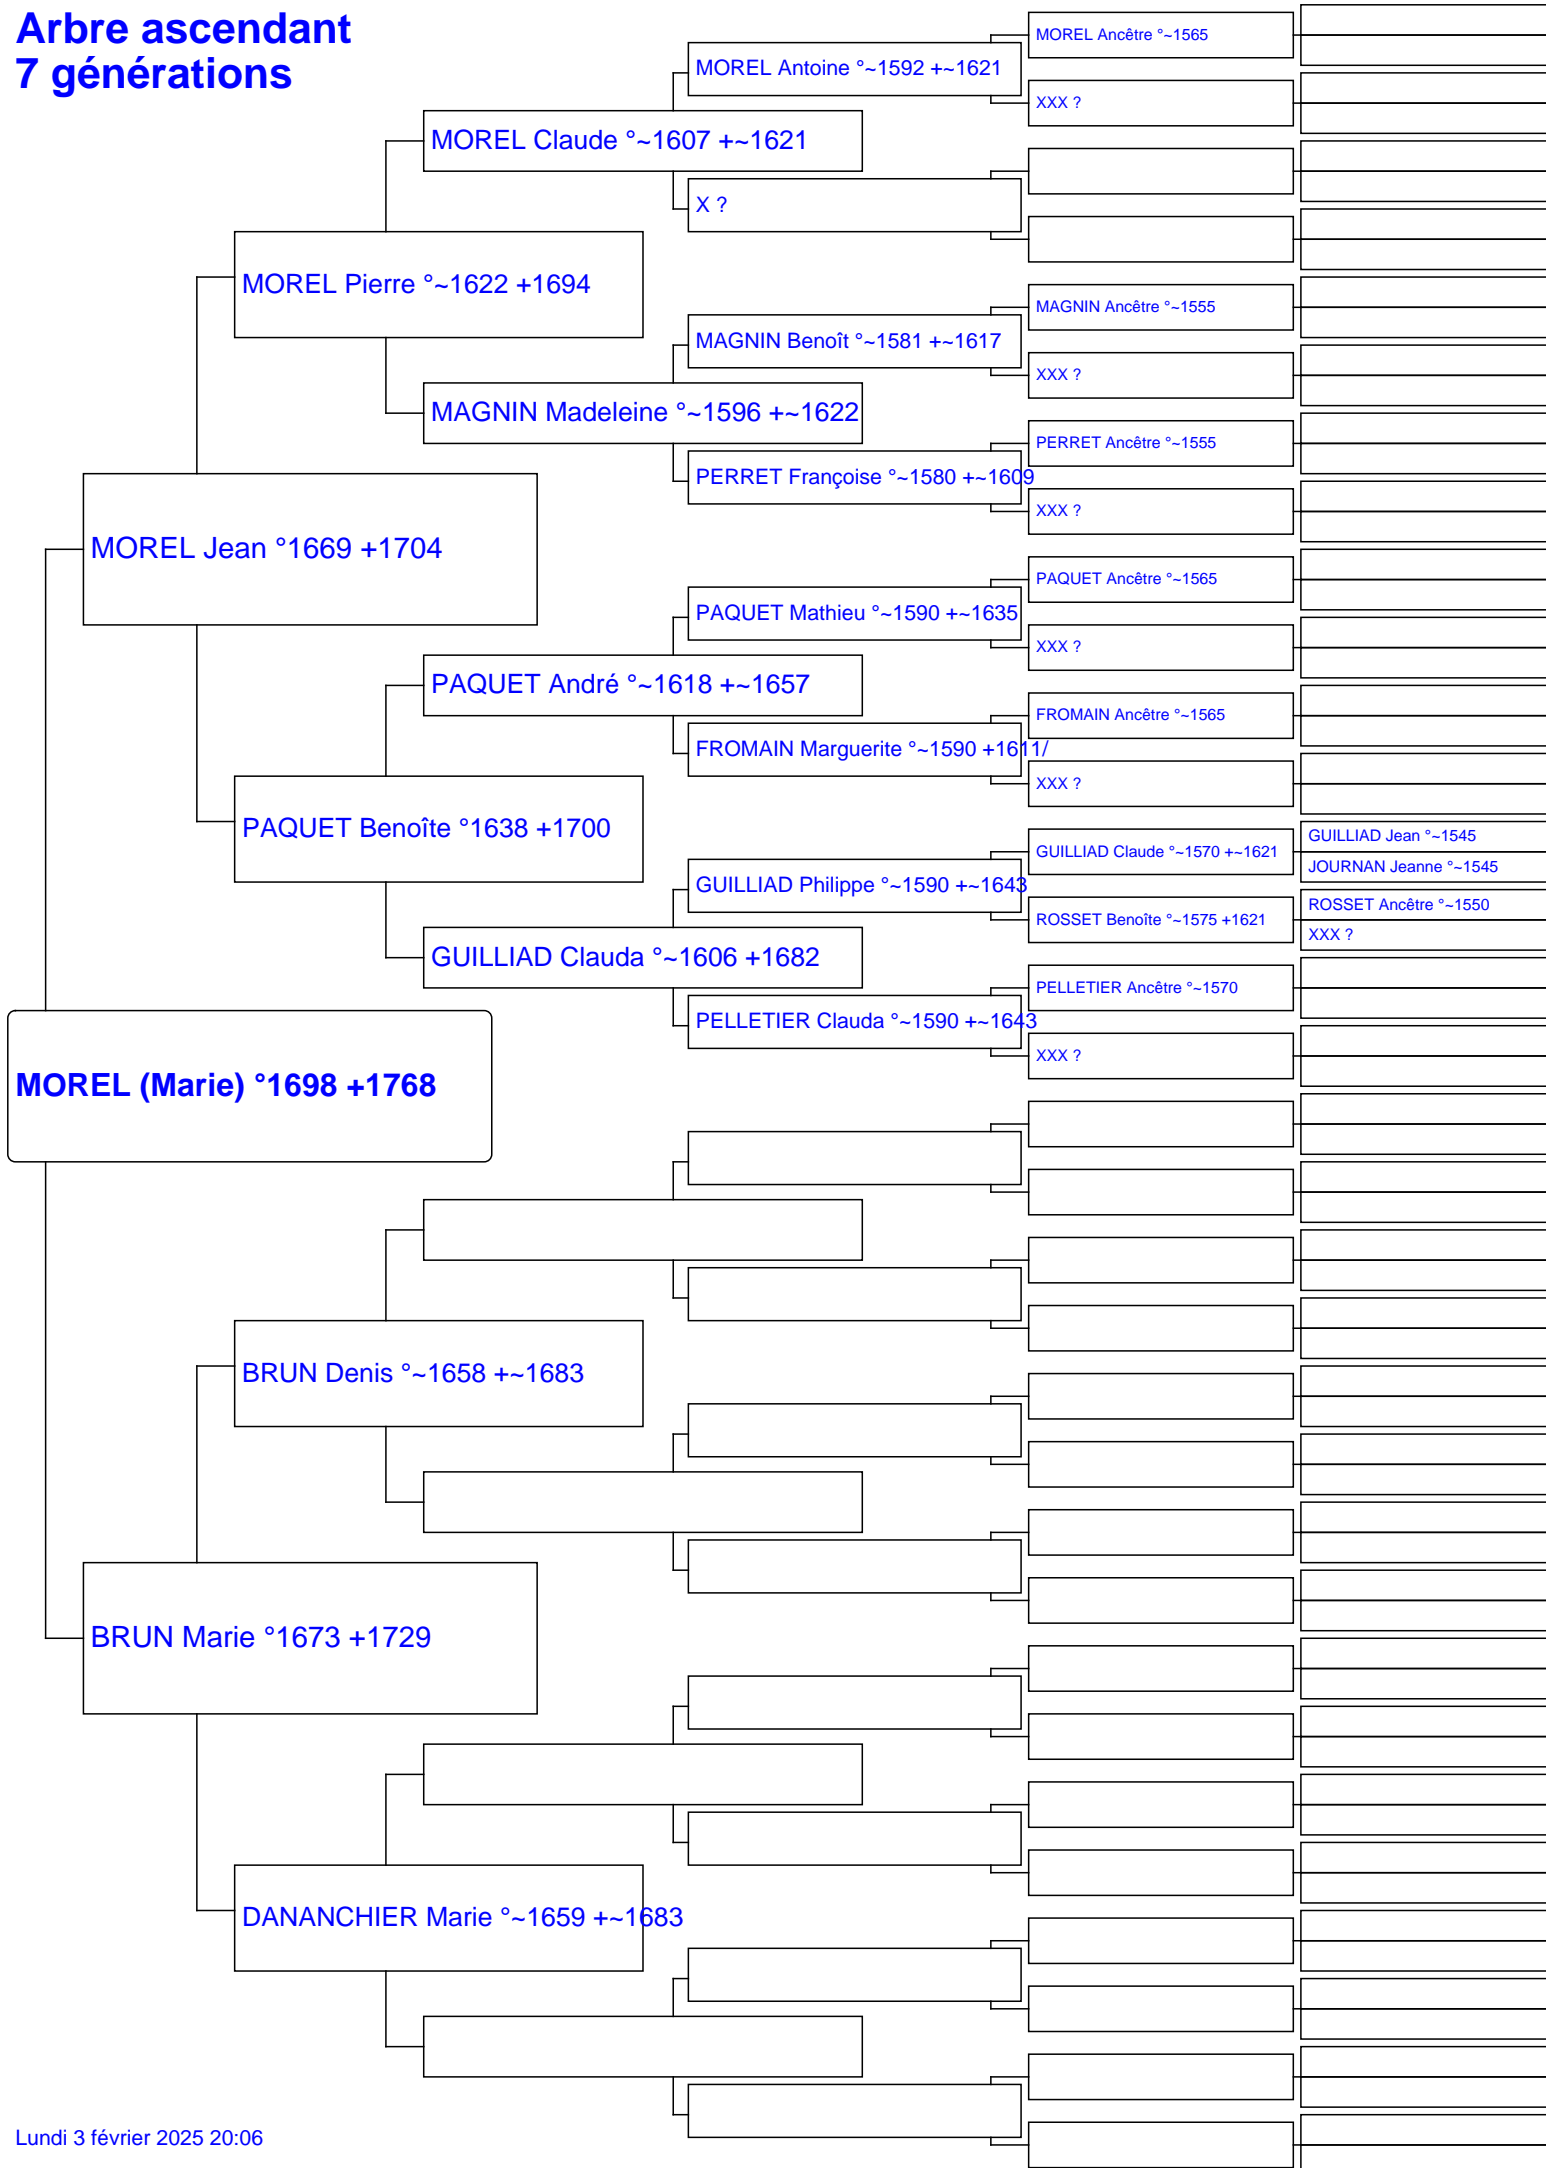 Arbre ascendant
7 générations
MOREL Ancêtre °~1565
MOREL Antoine °~1592 +~1621
XXX ?
MOREL Claude °~1607 +~1621
X ?
MOREL Pierre °~1622 +1694
MAGNIN Ancêtre °~1555
MAGNIN Benoît °~1581 +~1617
XXX ?
MAGNIN Madeleine °~1596 +~1622
PERRET Ancêtre °~1555
PERRET Françoise °~1580 +~1609
XXX ?
MOREL Jean °1669 +1704
PAQUET Ancêtre °~1565
PAQUET Mathieu °~1590 +~1635
XXX ?
PAQUET André °~1618 +~1657
FROMAIN Ancêtre °~1565
FROMAIN Marguerite °~1590 +1611/
XXX ?
PAQUET Benoîte °1638 +1700
GUILLIAD Jean °~1545
GUILLIAD Claude °~1570 +~1621
JOURNAN Jeanne °~1545
GUILLIAD Philippe °~1590 +~1643
ROSSET Ancêtre °~1550
ROSSET Benoîte °~1575 +1621
XXX ?
GUILLIAD Clauda °~1606 +1682
PELLETIER Ancêtre °~1570
PELLETIER Clauda °~1590 +~1643
XXX ?
MOREL (Marie) °1698 +1768
BRUN Denis °~1658 +~1683
BRUN Marie °1673 +1729
DANANCHIER Marie °~1659 +~1683
Lundi 3 février 2025 20:06